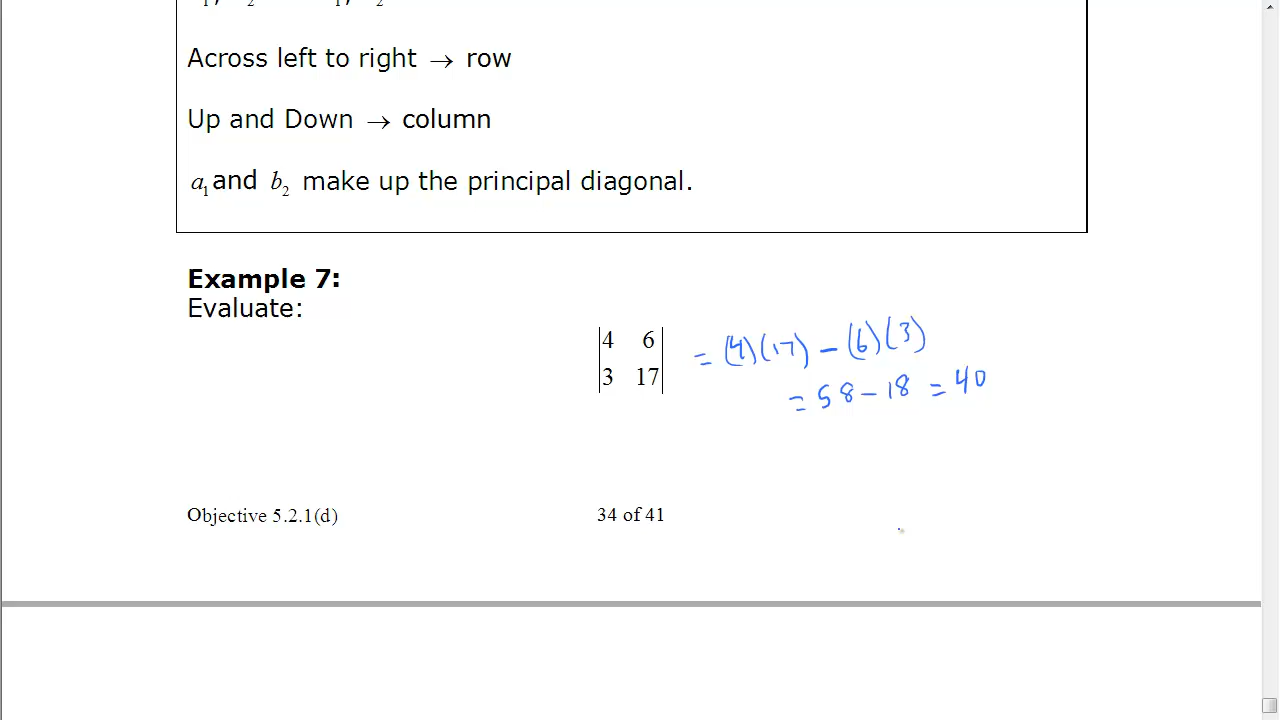 Across left to right → row
Up and Down → column
a₁ and b₂ make up the principal diagonal.
Example 7:
Evaluate:
|4 6| = (4)(17) − (6)(3)
|3 17| = 58 − 18 = 40
Objective 5.2.1(d) 34 of 41